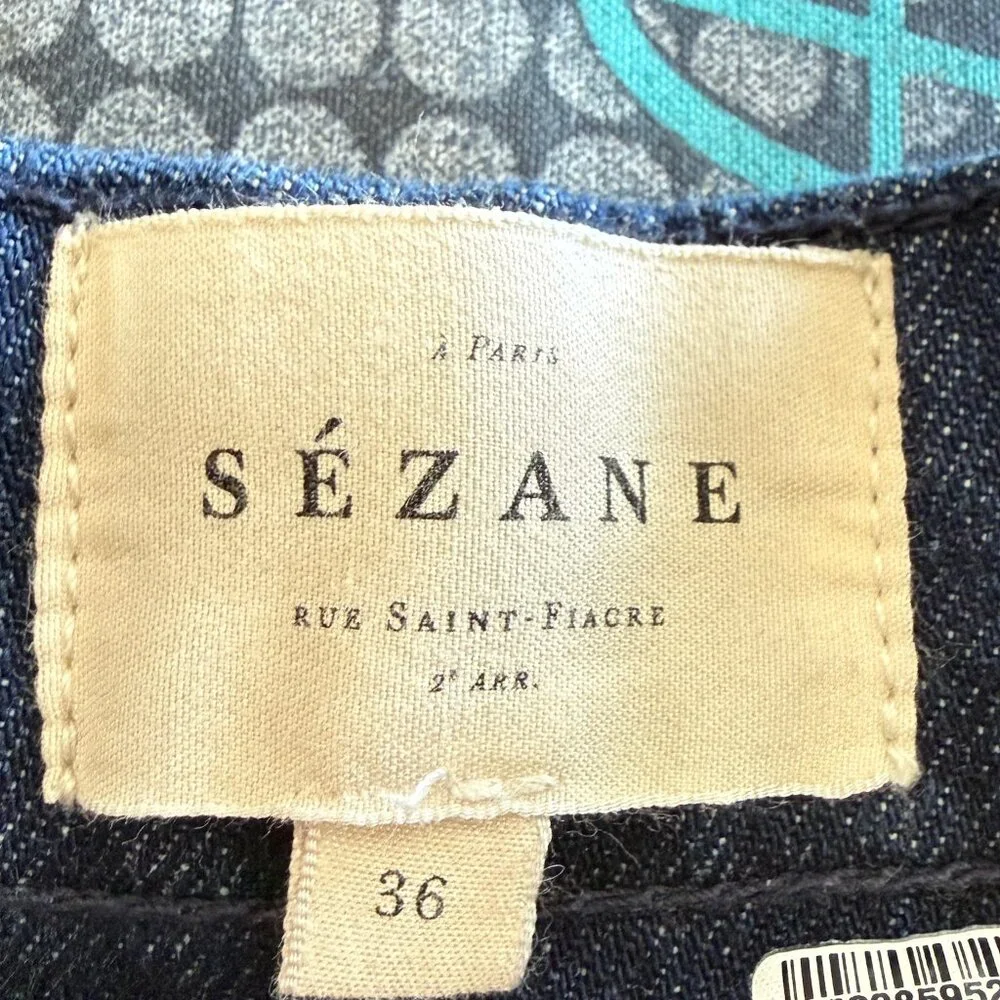 À PARIS
SÉZANE
RUE SAINT-FIACRE
2E ARR.
36